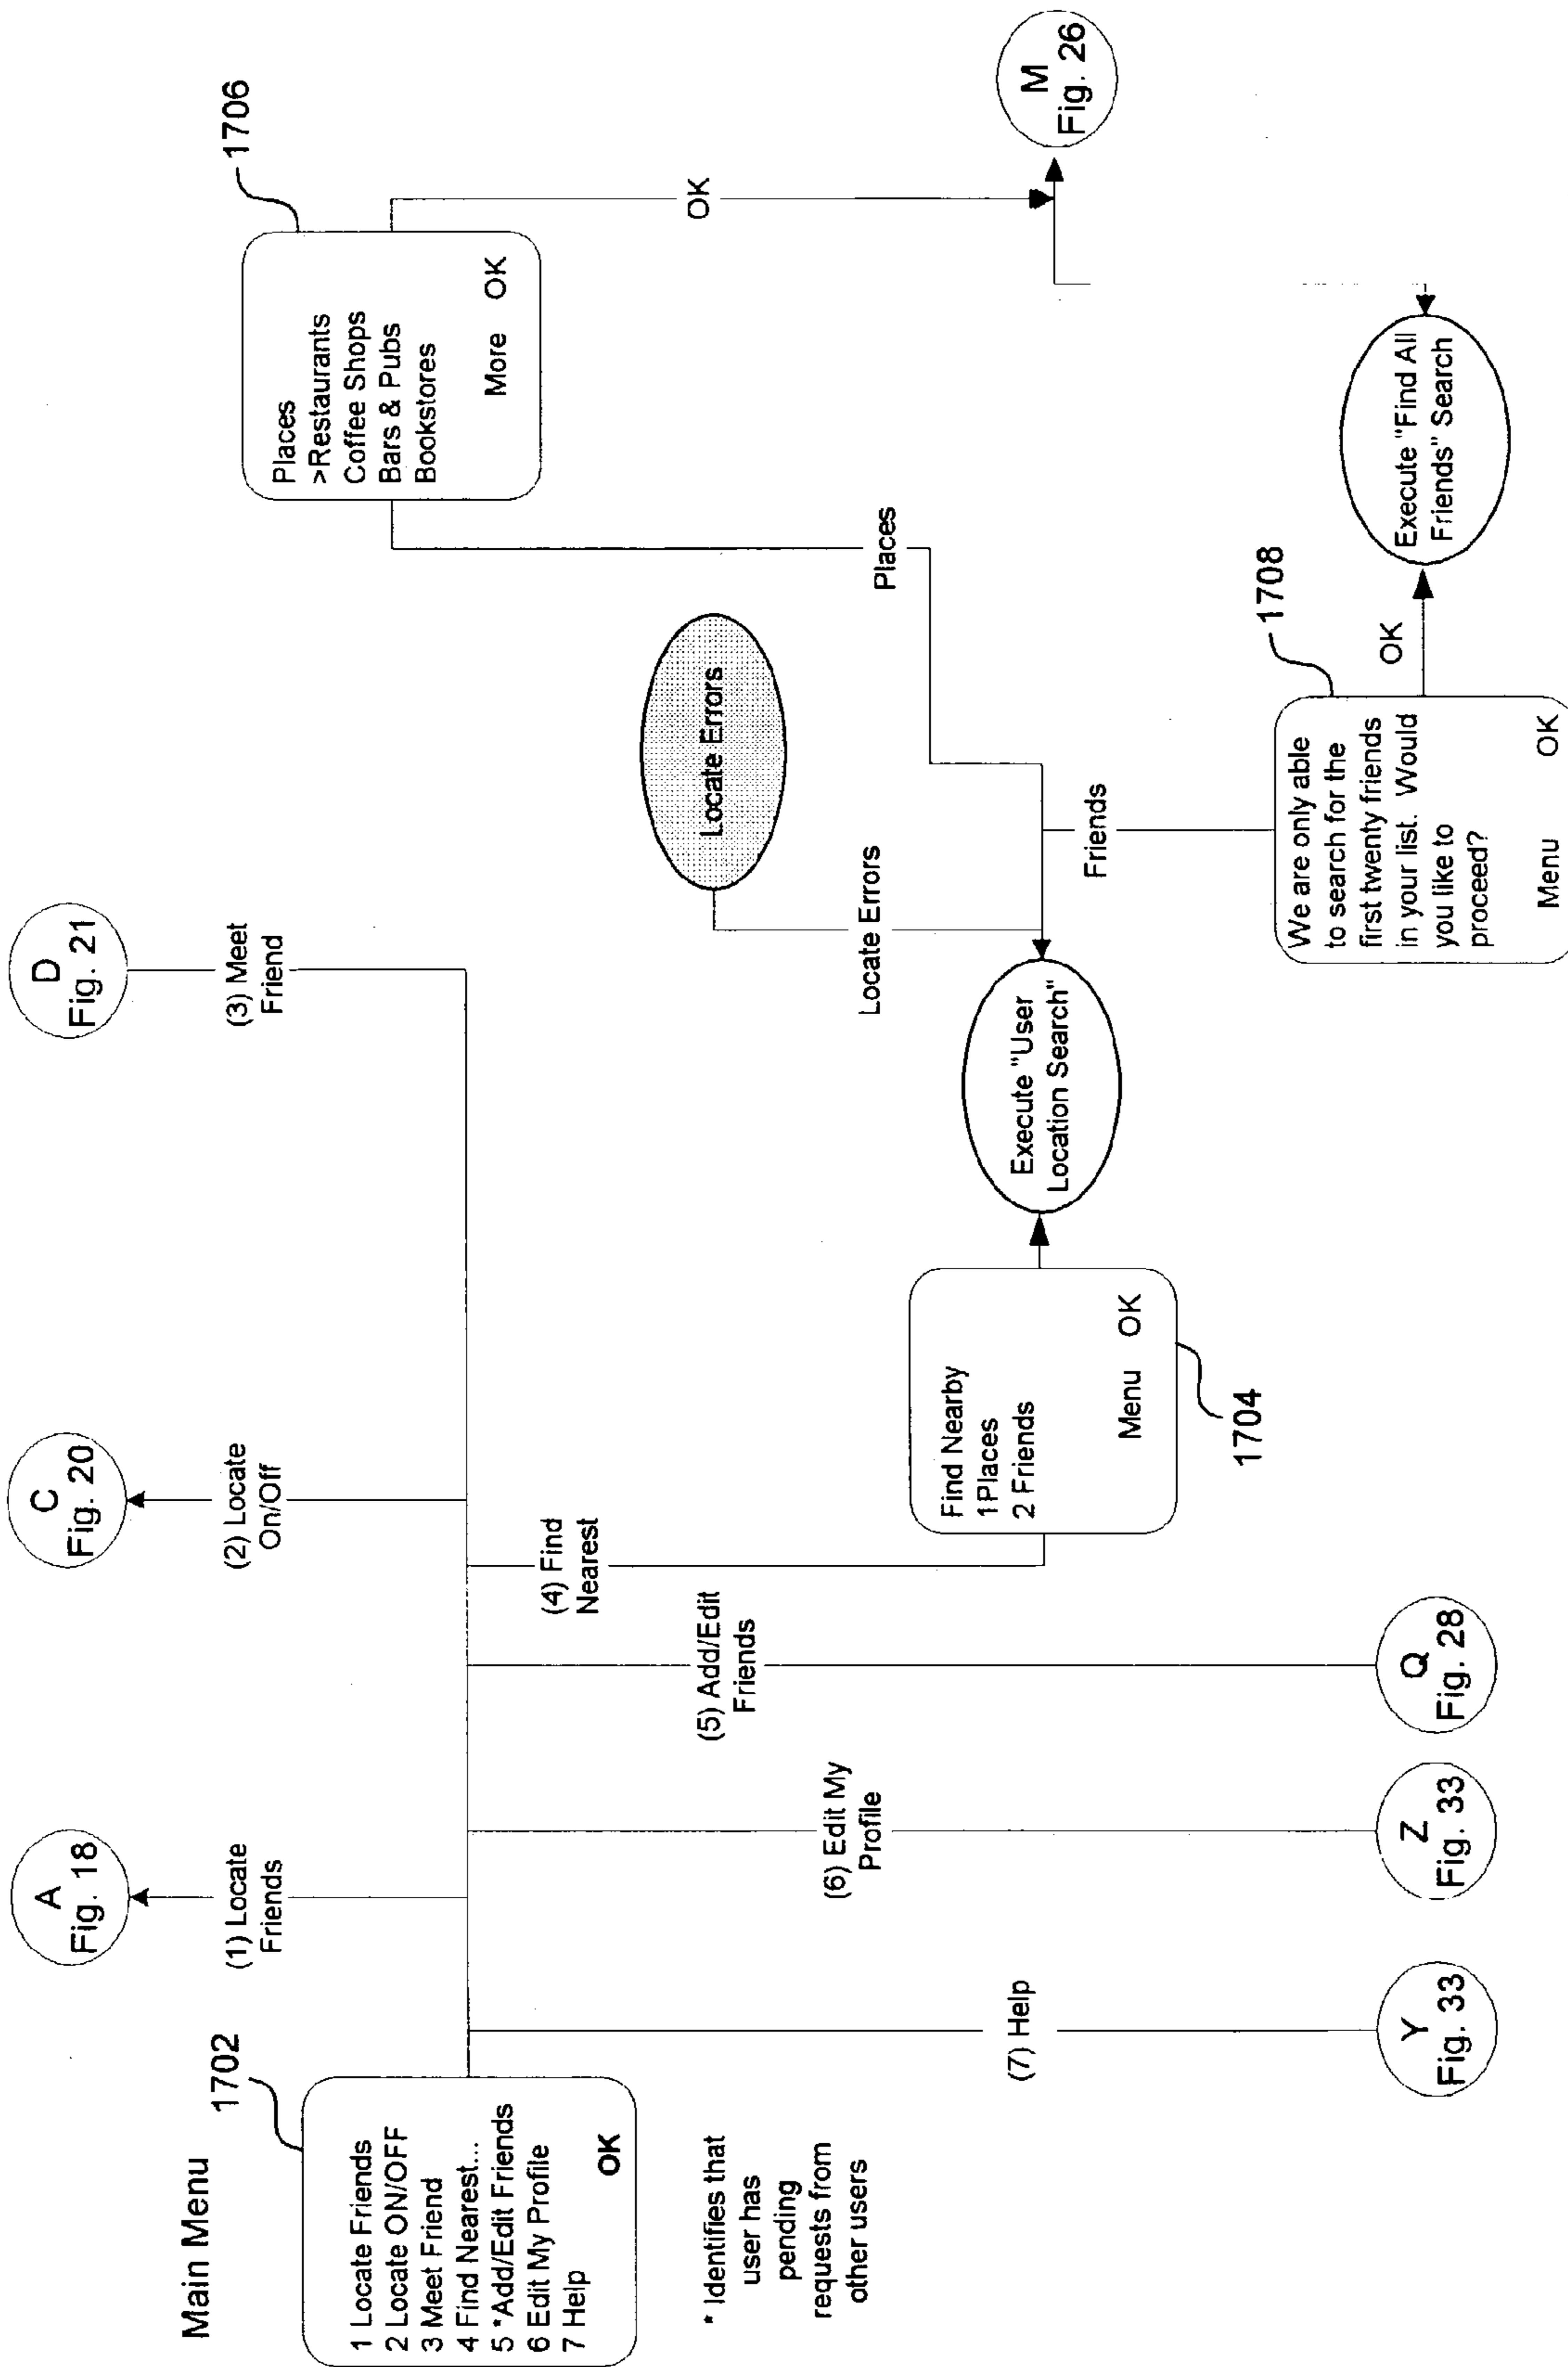 Main Menu
1702
1 Locate Friends
2 Locate ON/OFF
3 Meet Friend
4 Find Nearest...
5 *Add/Edit Friends
6 Edit My Profile
7 Help
OK
* Identifies that
user has
pending
requests from
other users
A
Fig. 18
(1) Locate
Friends
C
Fig. 20
(2) Locate
On/Off
D
Fig. 21
(3) Meet
Friend
(4) Find
Nearest
(5) Add/Edit
Friends
(6) Edit My
Profile
(7) Help
Y
Fig. 33
Z
Fig. 33
Q
Fig. 28
Find Nearby
1Places
2 Friends
Menu OK
1704
Execute "User
Location Search"
Locate Errors
Locate Errors
Places
Friends
1706
Places
>Restaurants
Coffee Shops
Bars & Pubs
Bookstores
More OK
OK
M
Fig. 26
1708
We are only able
to search for the
first twenty friends
in your list. Would
you like to
proceed?
Menu OK
OK
Execute "Find All
Friends" Search